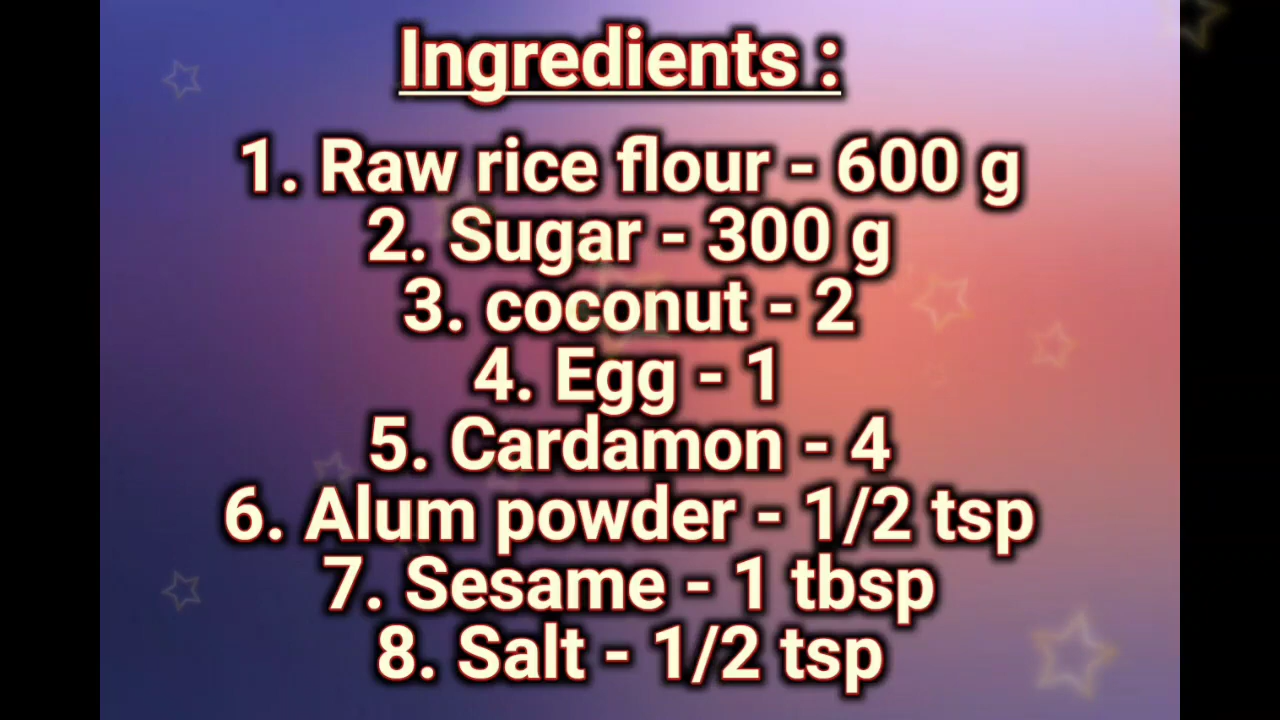 Ingredients :
1. Raw rice flour - 600 g
2. Sugar - 300 g
3. coconut - 2
4. Egg - 1
5. Cardamon - 4
6. Alum powder - 1/2 tsp
7. Sesame - 1 tbsp
8. Salt - 1/2 tsp